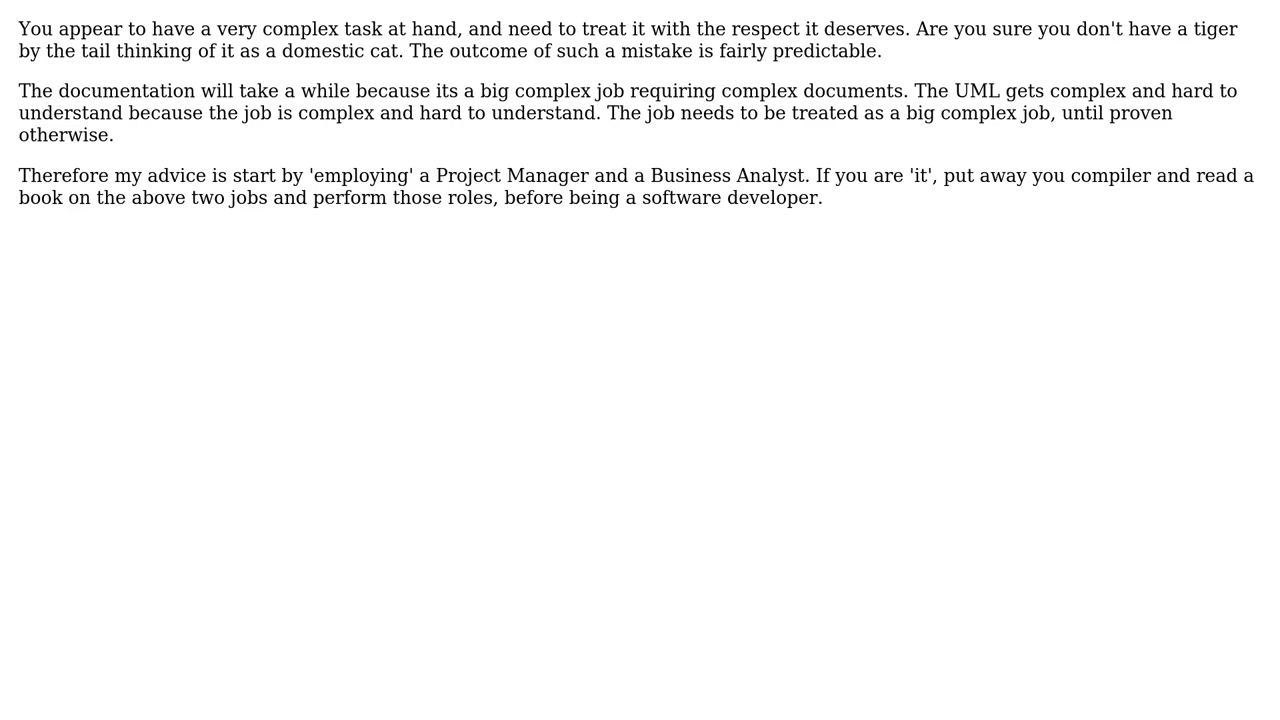 You appear to have a very complex task at hand, and need to treat it with the respect it deserves. Are you sure you don't have a tiger
by the tail thinking of it as a domestic cat. The outcome of such a mistake is fairly predictable.
The documentation will take a while because its a big complex job requiring complex documents. The UML gets complex and hard to
understand because the job is complex and hard to understand. The job needs to be treated as a big complex job, until proven
otherwise.
Therefore my advice is start by 'employing' a Project Manager and a Business Analyst. If you are 'it', put away you compiler and read a
book on the above two jobs and perform those roles, before being a software developer.